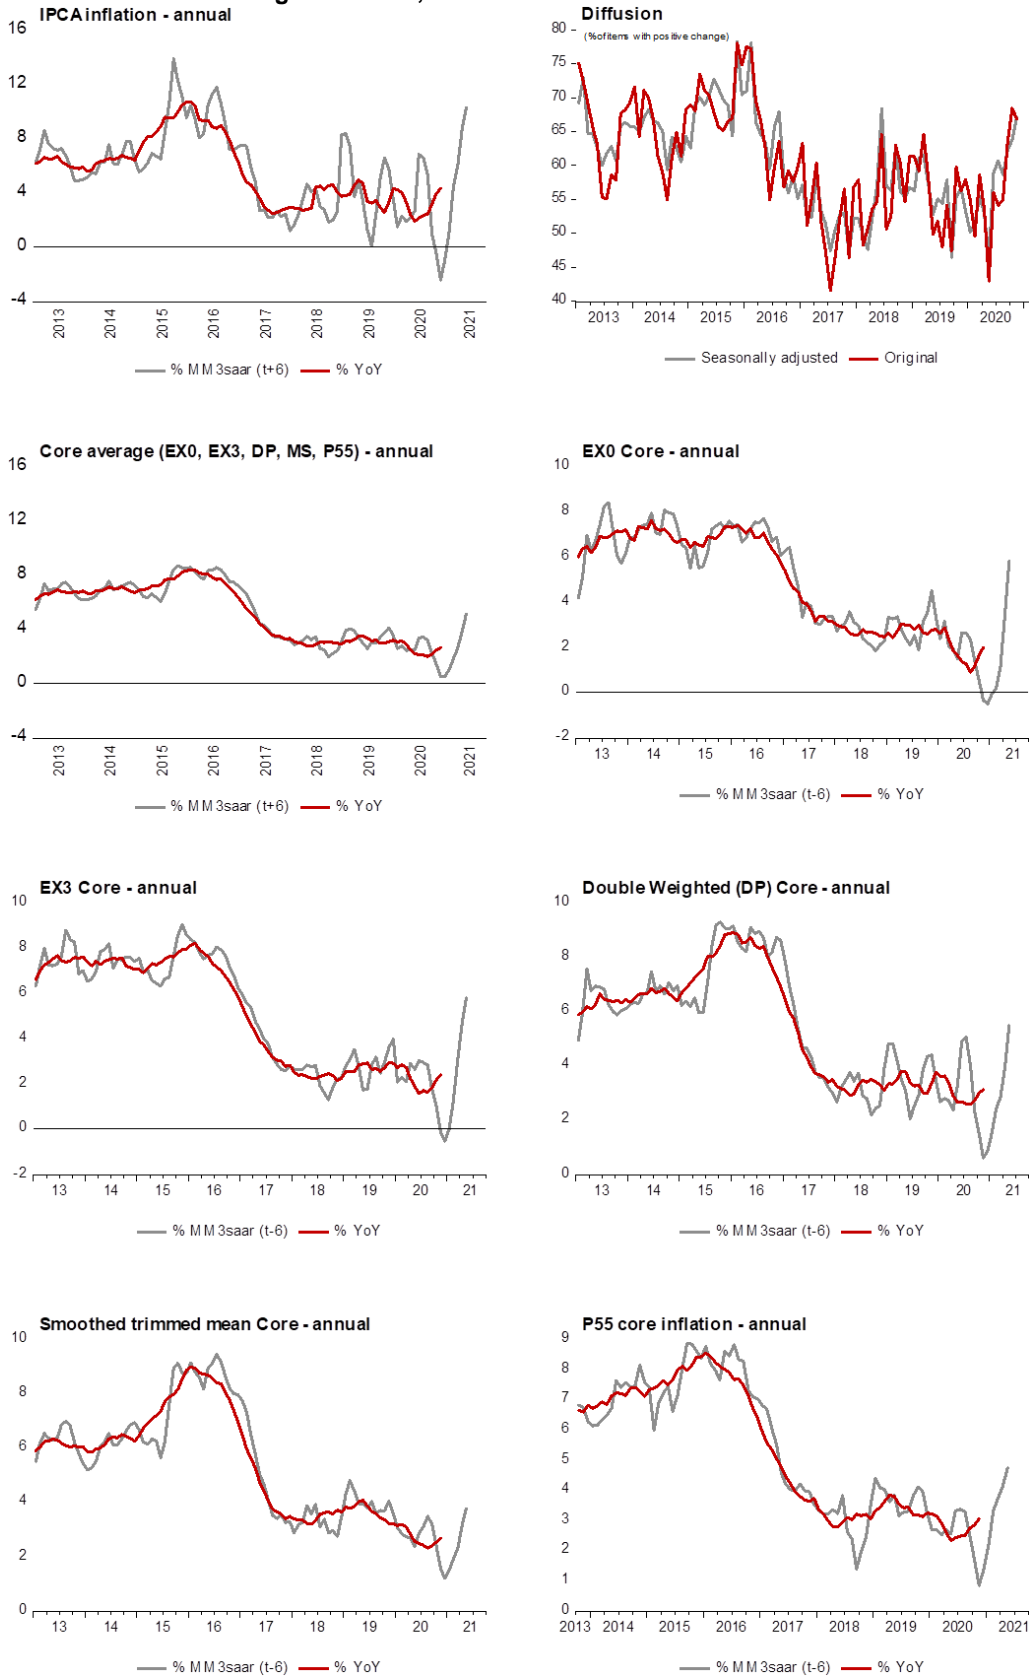 IPCA inflation - annual
16
12
8
4
0
-4
2013 2014 2015 2016 2017 2018 2019 2020 2021
% MM3saar (t+6) % YoY
Diffusion
(% of items with positive change)
80
75
70
65
60
55
50
45
40
2013 2014 2015 2016 2017 2018 2019 2020
Seasonally adjusted Original
Core average (EX0, EX3, DP, MS, P55) - annual
16
12
8
4
0
-4
2013 2014 2015 2016 2017 2018 2019 2020 2021
% MM3saar (t+6) % YoY
EX0 Core - annual
10
8
6
4
2
0
-2
13 14 15 16 17 18 19 20 21
% MM3saar (t-6) % YoY
EX3 Core - annual
10
8
6
4
2
0
-2
13 14 15 16 17 18 19 20 21
% MM3saar (t-6) % YoY
Double Weighted (DP) Core - annual
10
8
6
4
2
0
13 14 15 16 17 18 19 20 21
% MM3saar (t-6) % YoY
Smoothed trimmed mean Core - annual
10
8
6
4
2
0
13 14 15 16 17 18 19 20 21
% MM3saar (t-6) % YoY
P55 core inflation - annual
9
8
7
6
5
4
3
2
1
0
2013 2014 2015 2016 2017 2018 2019 2020 2021
% MM3saar (t-6) % YoY